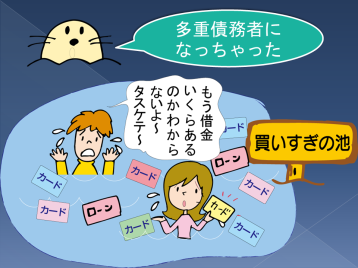 多重債務者に
なっちゃった
もう借金
いくらある
のかわから
ないよ～
タスケテ～
買いすぎの池
カード
ローン
カード
カード
カード
カード
ローン
カード
カード